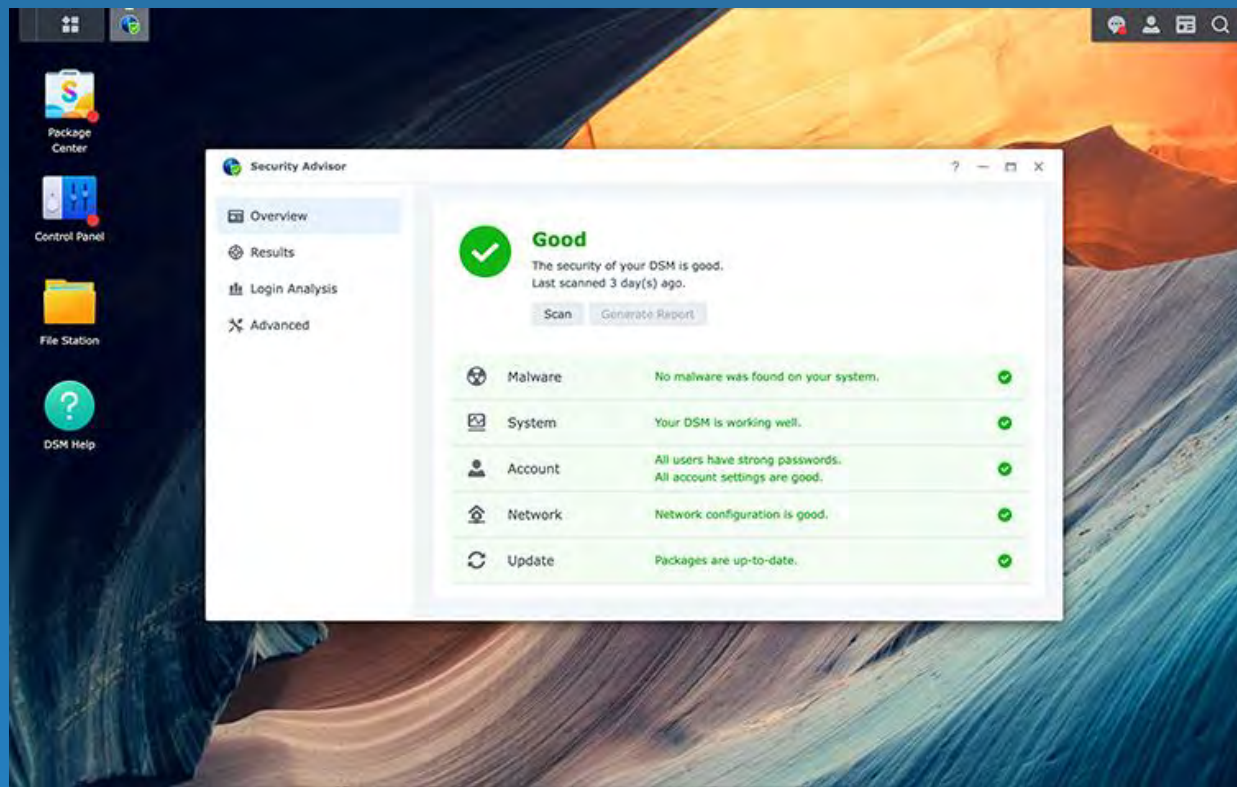 Package
Center
Control Panel
File Station
DSM Help
Security Advisor
Overview
Results
Login Analysis
Advanced
Good
The security of your DSM is good.
Last scanned 3 day(s) ago.
Scan
Generate Report
Malware
No malware was found on your system.
System
Your DSM is working well.
Account
All users have strong passwords.
All account settings are good.
Network
Network configuration is good.
Update
Packages are up-to-date.